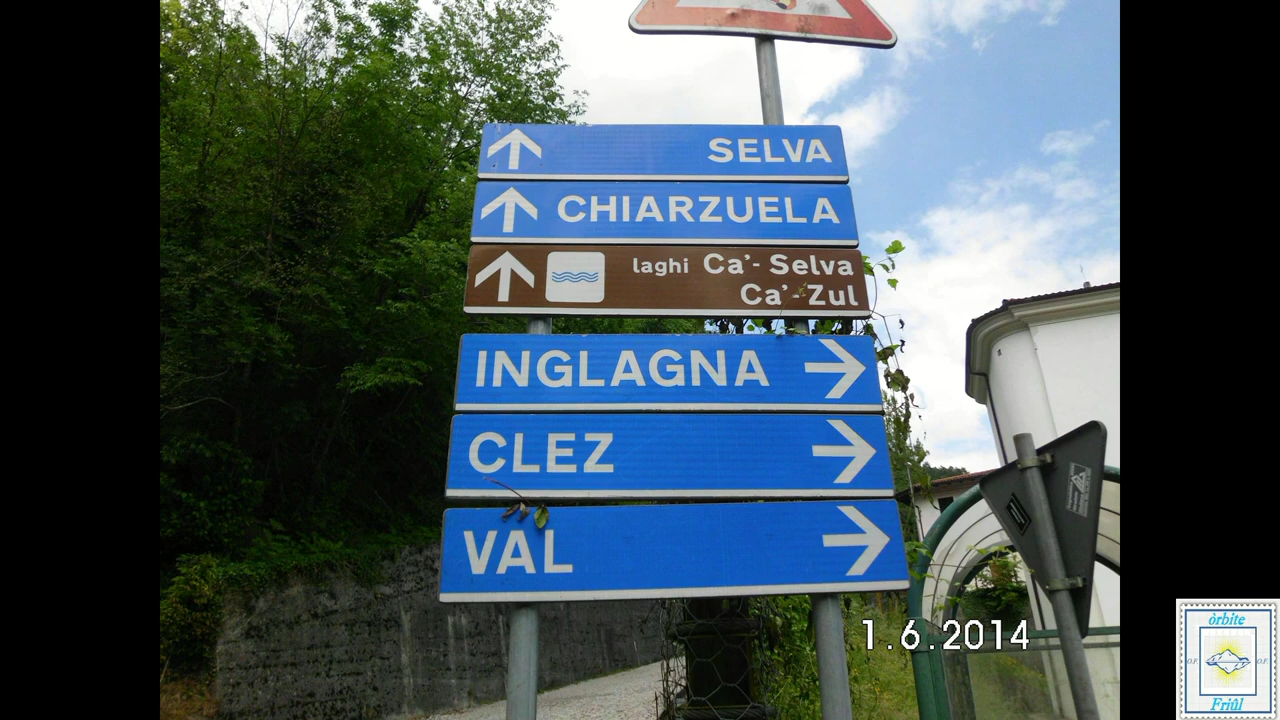 SELVA
CHIARZUELA
laghi Ca'- Selva
Ca' - Zul
INGLAGNA
CLEZ
VAL
1.6.2014
òrbite
O.F. O.F.
Friûl